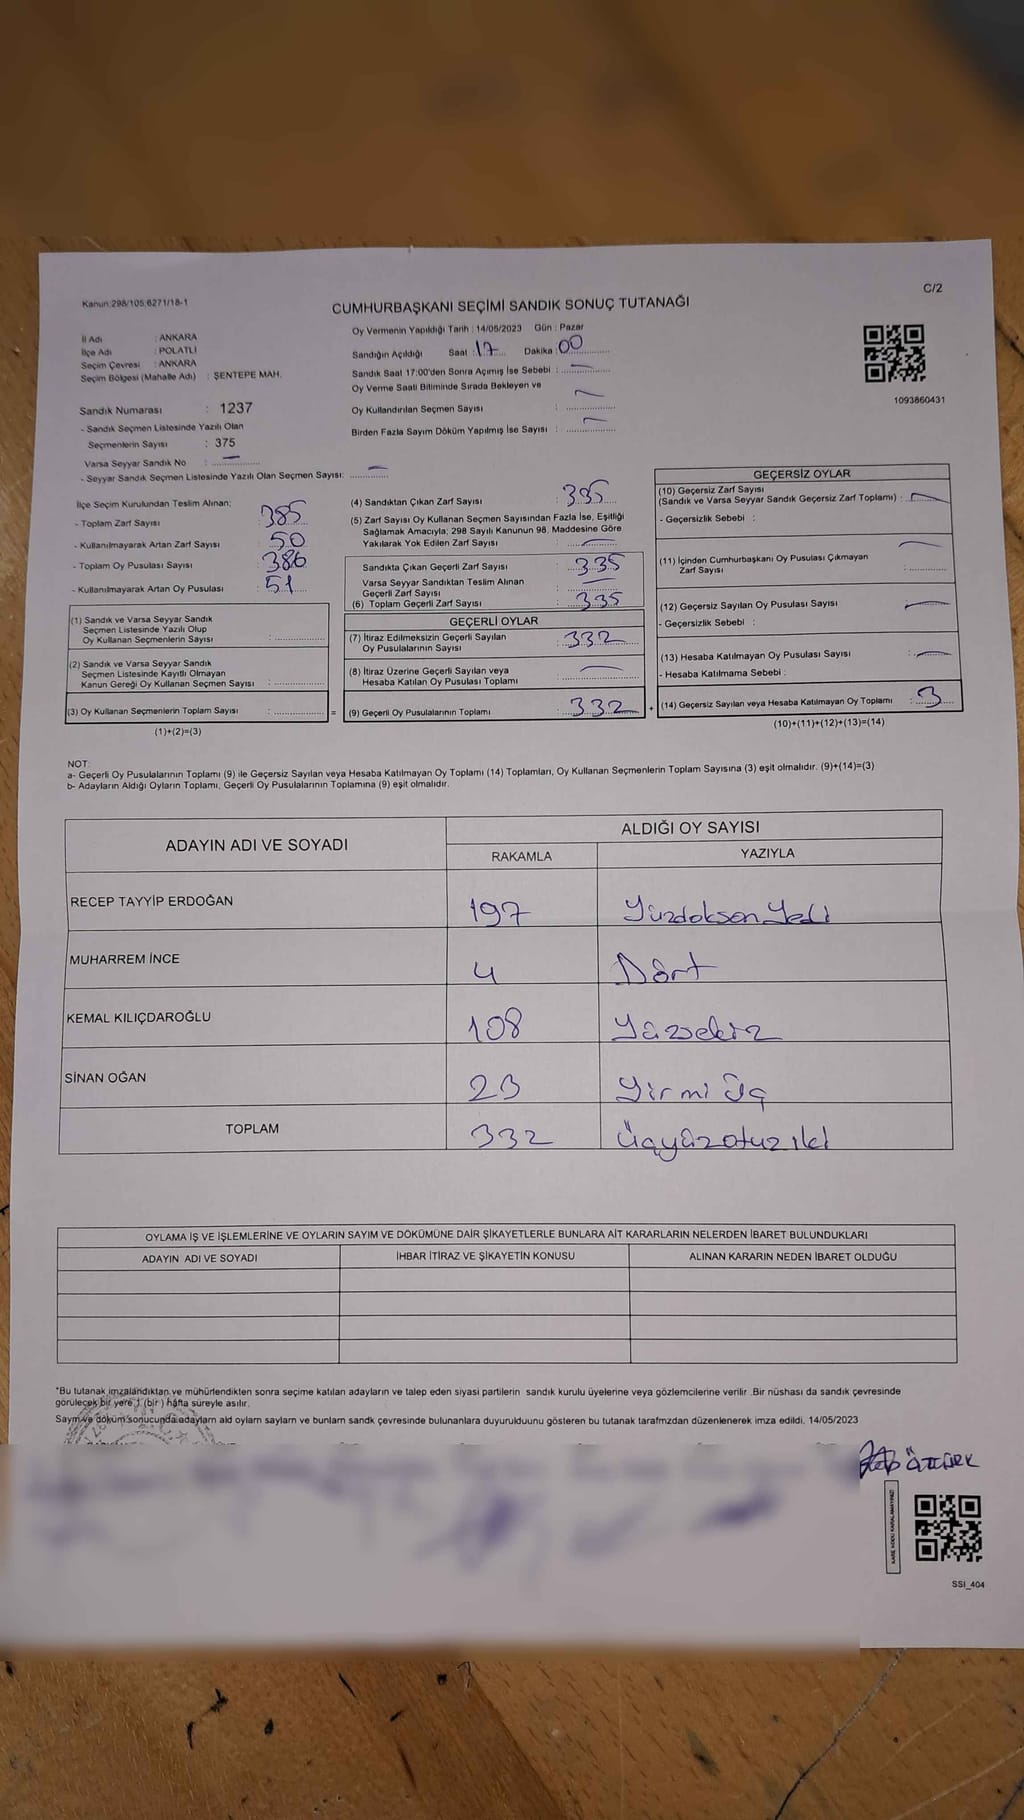 Kanun:298/105,6271/18-1
C/2
CUMHURBAŞKANI SEÇİMİ SANDIK SONUÇ TUTANAĞI
İl Adı : ANKARA
İlçe Adı : POLATLI
Seçim Çevresi : ANKARA
Seçim Bölgesi (Mahalle Adı) : ŞENTEPE MAH.
Sandık Numarası : 1237
- Sandık Seçmen Listesinde Yazılı Olan
Seçmenlerin Sayısı : 375
Varsa Seyyar Sandık No : —
- Seyyar Sandık Seçmen Listesinde Yazılı Olan Seçmen Sayısı: —
Oy Vermenin Yapıldığı Tarih : 14/05/2023 Gün : Pazar
Sandığın Açıldığı Saat : 17 Dakika : 00
Sandık Saat 17:00'den Sonra Açımış İse Sebebi : —
Oy Verme Saati Bitiminde Sırada Bekleyen ve
Oy Kullandırılan Seçmen Sayısı : —
Birden Fazla Sayım Döküm Yapılmış İse Sayısı : —
1093860431
İlçe Seçim Kurulundan Teslim Alınan;
- Toplam Zarf Sayısı : 385
- Kullanılmayarak Artan Zarf Sayısı : 50
- Toplam Oy Pusulası Sayısı : 386
- Kullanılmayarak Artan Oy Pusulası : 51
(1) Sandık ve Varsa Seyyar Sandık
Seçmen Listesinde Yazılı Olup
Oy Kullanan Seçmenlerin Sayısı :
(2) Sandık ve Varsa Seyyar Sandık
Seçmen Listesinde Kayıtlı Olmayan
Kanun Gereği Oy Kullanan Seçmen Sayısı :
(3) Oy Kullanan Seçmenlerin Toplam Sayısı : =
(1)+(2)=(3)
(4) Sandıktan Çıkan Zarf Sayısı : 335
(5) Zarf Sayısı Oy Kullanan Seçmen Sayısından Fazla İse, Eşitliği
Sağlamak Amacıyla; 298 Sayılı Kanunun 98. Maddesine Göre
Yakılarak Yok Edilen Zarf Sayısı : —
Sandıkta Çıkan Geçerli Zarf Sayısı : 335
Varsa Seyyar Sandıktan Teslim Alınan
Geçerli Zarf Sayısı : —
(6) Toplam Geçerli Zarf Sayısı : 335
GEÇERLİ OYLAR
(7) İtiraz Edilmeksizin Geçerli Sayılan
Oy Pusulalarının Sayısı : 332
(8) İtiraz Üzerine Geçerli Sayılan veya
Hesaba Katılan Oy Pusulası Toplamı : —
(9) Geçerli Oy Pusulalarının Toplamı : 332 +
GEÇERSİZ OYLAR
(10) Geçersiz Zarf Sayısı
(Sandık ve Varsa Seyyar Sandık Geçersiz Zarf Toplamı) : —
- Geçersizlik Sebebi :
(11) İçinden Cumhurbaşkanı Oy Pusulası Çıkmayan
Zarf Sayısı : —
(12) Geçersiz Sayılan Oy Pusulası Sayısı : —
- Geçersizlik Sebebi :
(13) Hesaba Katılmayan Oy Pusulası Sayısı : —
- Hesaba Katılmama Sebebi :
(14) Geçersiz Sayılan veya Hesaba Katılmayan Oy Toplamı : 3
(10)+(11)+(12)+(13)=(14)
NOT:
a- Geçerli Oy Pusulalarının Toplamı (9) ile Geçersiz Sayılan veya Hesaba Katılmayan Oy Toplamı (14) Toplamları, Oy Kullanan Seçmenlerin Toplam Sayısına (3) eşit olmalıdır. (9)+(14)=(3)
b- Adayların Aldığı Oyların Toplamı, Geçerli Oy Pusulalarının Toplamına (9) eşit olmalıdır.
ADAYIN ADI VE SOYADI
ALDIĞI OY SAYISI
RAKAMLA YAZIYLA
RECEP TAYYİP ERDOĞAN 197 Yüzdoksan Yedi
MUHARREM İNCE 4 Dört
KEMAL KILIÇDAROĞLU 108 Yüzsekiz
SİNAN OĞAN 23 Yirmi Üç
TOPLAM 332 Üçyüzotuz iki
OYLAMA İŞ VE İŞLEMLERİNE VE OYLARIN SAYIM VE DÖKÜMÜNE DAİR ŞİKAYETLERLE BUNLARA AİT KARARLARIN NELERDEN İBARET BULUNDUKLARI
ADAYIN ADI VE SOYADI İHBAR İTİRAZ VE ŞİKAYETİN KONUSU ALINAN KARARIN NEDEN İBARET OLDUĞU
*Bu tutanak imzalandıktan ve mühürlendikten sonra seçime katılan adayların ve talep eden siyasi partilerin sandık kurulu üyelerine veya gözlemcilerine verilir .Bir nüshası da sandık çevresinde
görülecek bir yere 1 (bir ) hafta süreyle asılır.
Saym ve döküm sonucunda adaylarn ald oylarn saylarn ve bunlarn sandk çevresinde bulunanlara duyurulduunu gösteren bu tutanak tarafmzdan düzenlenerek imza edildi. 14/05/2023
KARE KODU KARALAMAYINIZ!
SSI_404